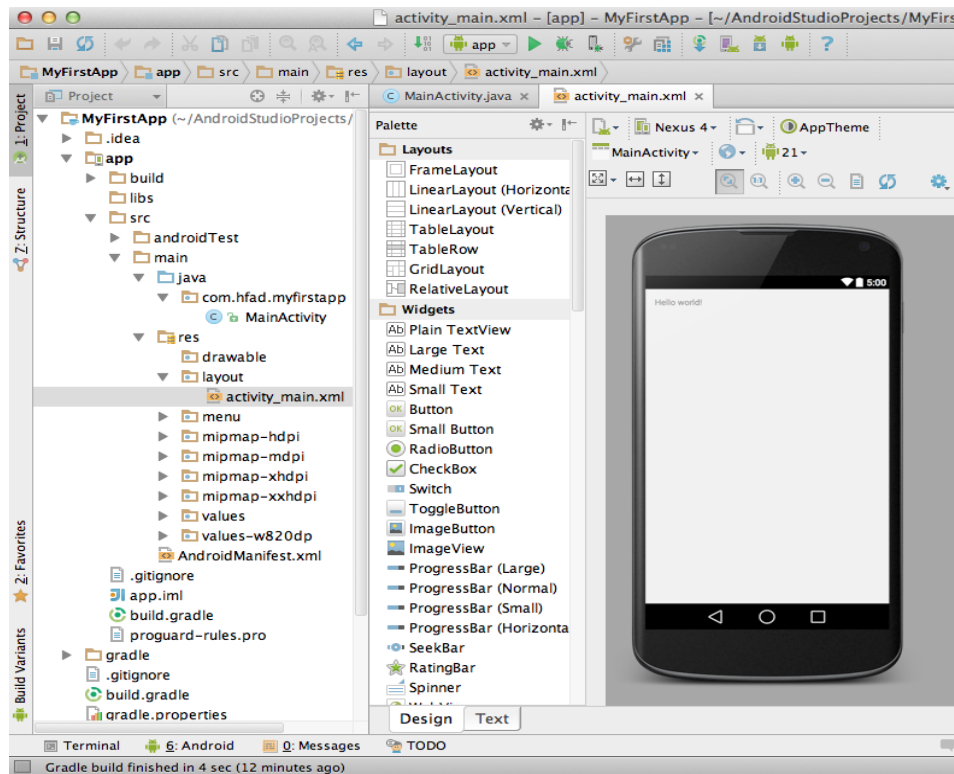 activity_main.xml – [app] – MyFirstApp – [~/AndroidStudioProjects/MyFirs
app
?
MyFirstApp app src main res layout activity_main.xml
1: Project
7: Structure
2: Favorites
Build Variants
Project
MyFirstApp (~/AndroidStudioProjects/
.idea
app
build
libs
src
androidTest
main
java
com.hfad.myfirstapp
MainActivity
res
drawable
layout
activity_main.xml
menu
mipmap-hdpi
mipmap-mdpi
mipmap-xhdpi
mipmap-xxhdpi
values
values-w820dp
AndroidManifest.xml
.gitignore
app.iml
build.gradle
proguard-rules.pro
gradle
.gitignore
build.gradle
gradle.properties
MainActivity.java × activity_main.xml ×
Palette
Layouts
FrameLayout
LinearLayout (Horizonta
LinearLayout (Vertical)
TableLayout
TableRow
GridLayout
RelativeLayout
Widgets
Ab Plain TextView
Ab Large Text
Ab Medium Text
Ab Small Text
OK Button
OK Small Button
RadioButton
CheckBox
Switch
ToggleButton
ImageButton
ImageView
ProgressBar (Large)
ProgressBar (Normal)
ProgressBar (Small)
ProgressBar (Horizonta
SeekBar
RatingBar
Spinner
Nexus 4 AppTheme
MainActivity 21
5:00
Hello world!
Design Text
Terminal 6: Android 0: Messages TODO
Gradle build finished in 4 sec (12 minutes ago)